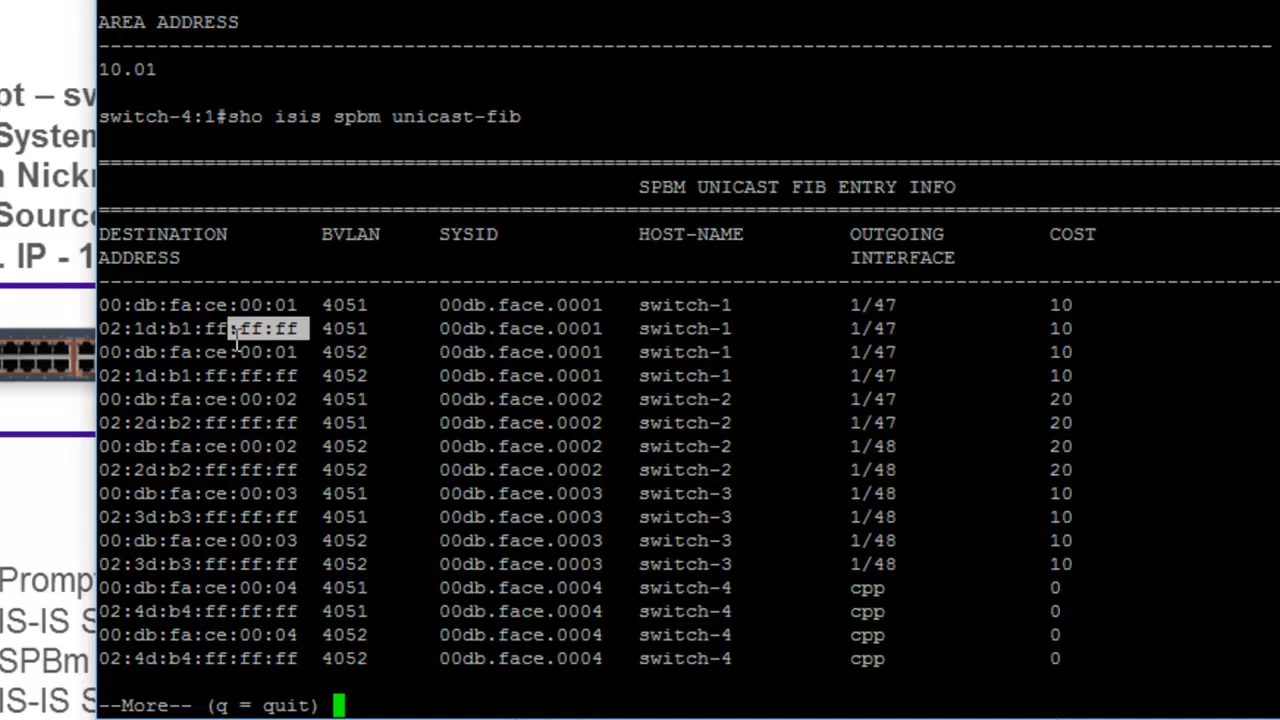 AREA ADDRESS
--------------------------------------------------------------------------------
10.01
switch-4:1#sho isis spbm unicast-fib
================================================================================
SPBM UNICAST FIB ENTRY INFO
================================================================================
DESTINATION BVLAN SYSID HOST-NAME OUTGOING COST
ADDRESS INTERFACE
--------------------------------------------------------------------------------
00:db:fa:ce:00:01 4051 00db.face.0001 switch-1 1/47 10
02:1d:b1:ff:ff:ff 4051 00db.face.0001 switch-1 1/47 10
00:db:fa:ce:00:01 4052 00db.face.0001 switch-1 1/47 10
02:1d:b1:ff:ff:ff 4052 00db.face.0001 switch-1 1/47 10
00:db:fa:ce:00:02 4051 00db.face.0002 switch-2 1/47 20
02:2d:b2:ff:ff:ff 4051 00db.face.0002 switch-2 1/47 20
00:db:fa:ce:00:02 4052 00db.face.0002 switch-2 1/48 20
02:2d:b2:ff:ff:ff 4052 00db.face.0002 switch-2 1/48 20
00:db:fa:ce:00:03 4051 00db.face.0003 switch-3 1/48 10
02:3d:b3:ff:ff:ff 4051 00db.face.0003 switch-3 1/48 10
00:db:fa:ce:00:03 4052 00db.face.0003 switch-3 1/48 10
02:3d:b3:ff:ff:ff 4052 00db.face.0003 switch-3 1/48 10
00:db:fa:ce:00:04 4051 00db.face.0004 switch-4 cpp 0
02:4d:b4:ff:ff:ff 4051 00db.face.0004 switch-4 cpp 0
00:db:fa:ce:00:04 4052 00db.face.0004 switch-4 cpp 0
02:4d:b4:ff:ff:ff 4052 00db.face.0004 switch-4 cpp 0
--More-- (q = quit)
pt – sv
System
n Nick
Source
. IP - 1
Prompt
IS-IS S
SPBm
IS-IS S